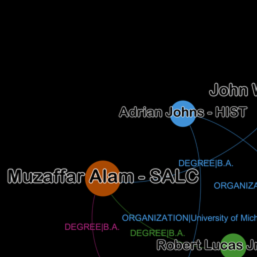 John
Adrian Johns - HIST
DEGREE|B.A.
Muzaffar Alam - SALC
ORGANIZA
ORGANIZATION|University of Mich
DEGREE|B.A.
DEGREE|B.A.
Robert Lucas Jr